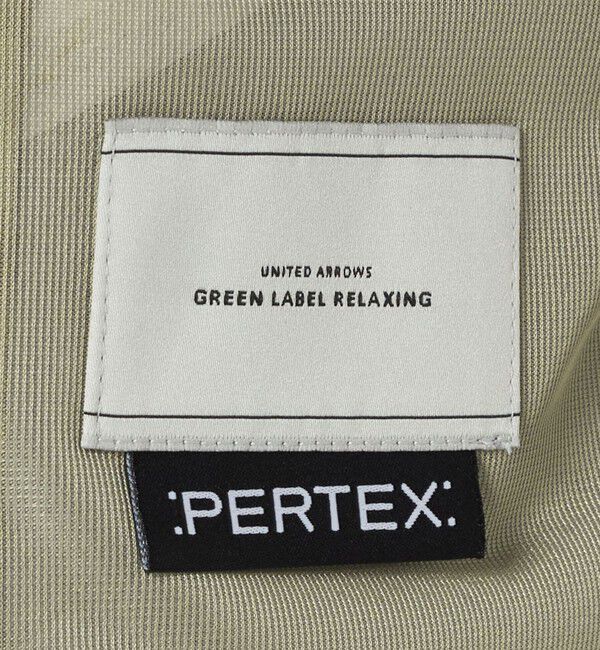 UNITED ARROWS
GREEN LABEL RELAXING
:PERTEX: